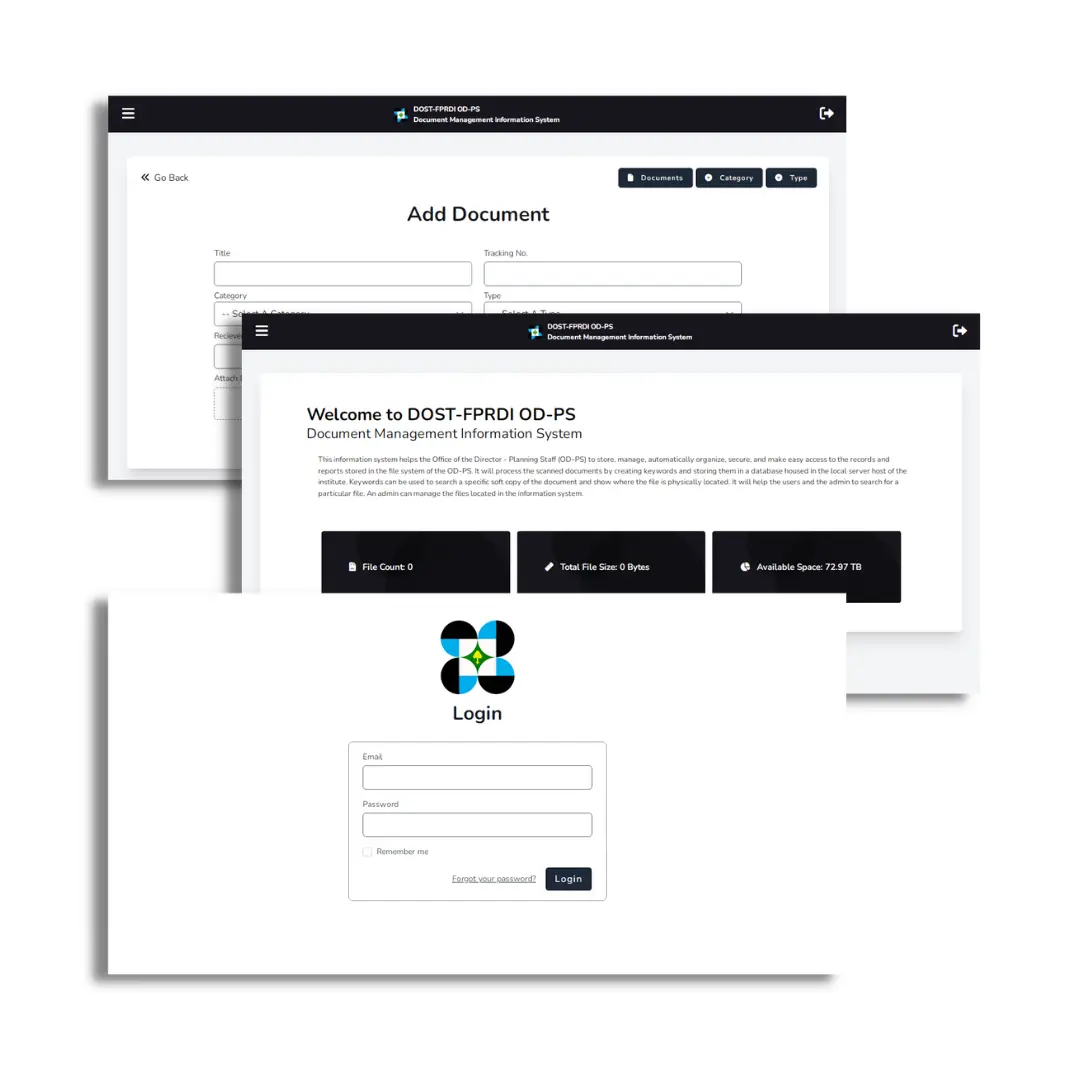 DOST-FPRDI OD-PS
Document Management Information System
Go Back
Documents
Category
Type
Add Document
Title
Tracking No.
Category
Type
-- Select A Category
Select A Type
Attach
DOST-FPRDI OD-PS
Document Management Information System
Welcome to DOST-FPRDI OD-PS
Document Management Information System
This information system helps the Office of the Director - Planning Staff (OD-PS) to store, manage, automatically organize, secure, and make easy access to the records and
reports stored in the file system of the OD-PS. It will process the scanned documents by creating keywords and storing them in a database housed in the local server host of the
institute. Keywords can be used to search a specific soft copy of the document and show where the file is physically located. It will help the users and the admin to search for a
particular file. An admin can manage the files located in the information system.
File Count: 0
Total File Size: 0 Bytes
Available Space: 72.97 TB
Login
Email
Password
Remember me
Forgot your password?
Login